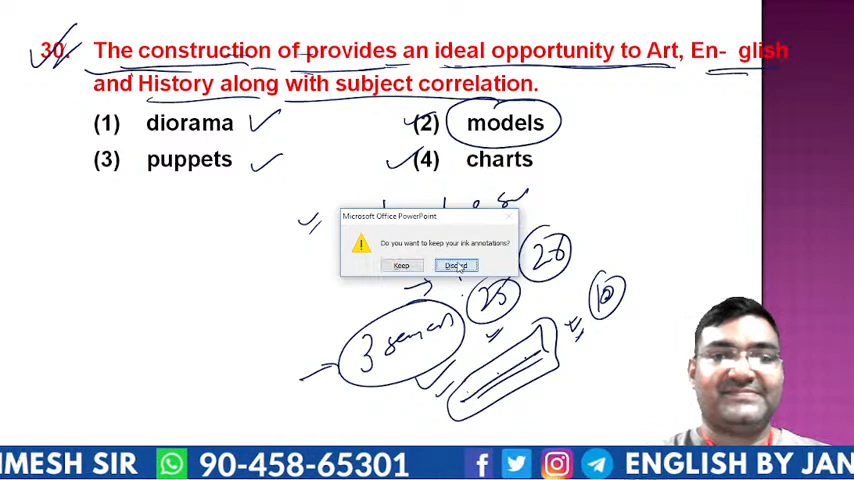 30. The construction of provides an ideal opportunity to Art, En- glish
and History along with subject correlation.
(1) diorama (2) models
(3) puppets (4) charts
Microsoft Office PowerPoint
Do you want to keep your ink annotations?
Keep Discard
25 26 10
3
IMESH SIR 90-458-65301 ENGLISH BY JAN